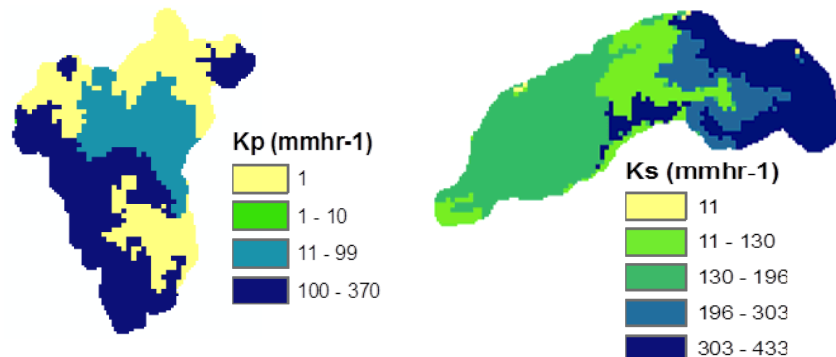 Kp (mmhr-1)
1
1 - 10
11 - 99
100 - 370
Ks (mmhr-1)
11
11 - 130
130 - 196
196 - 303
303 - 433